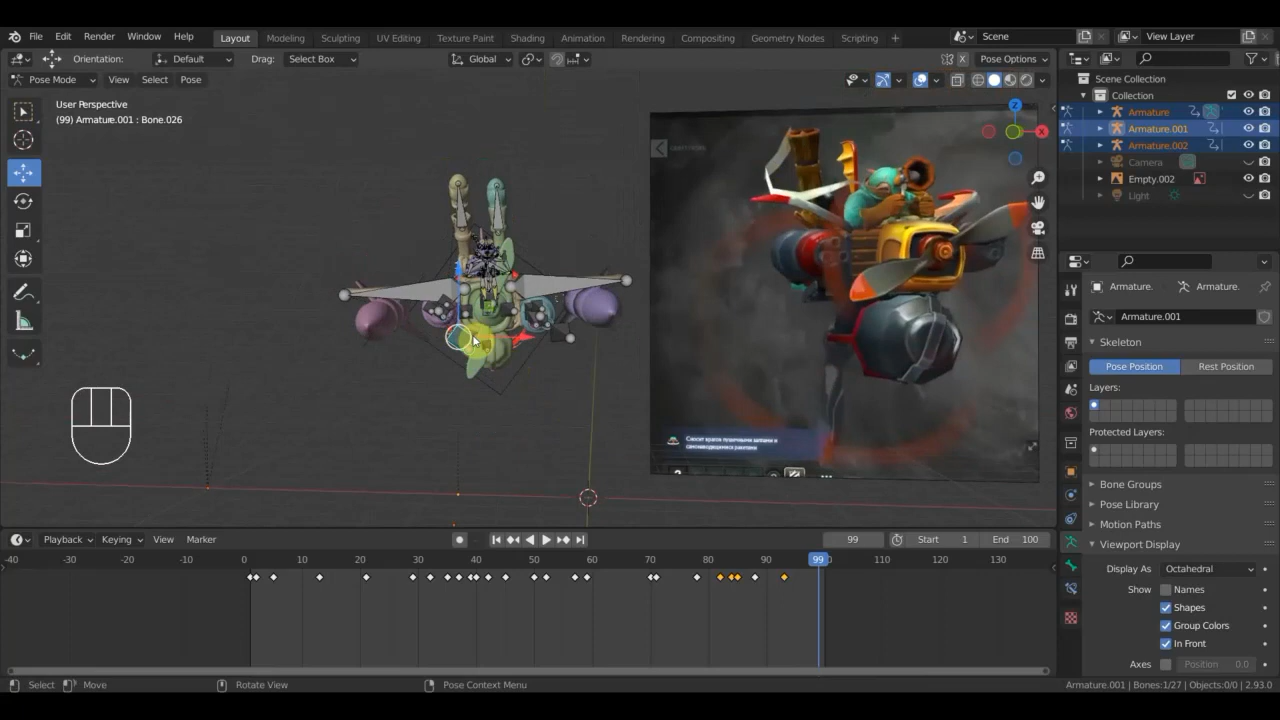 File Edit Render Window Help Layout Modeling Sculpting UV Editing Texture Paint Shading Animation Rendering Compositing Geometry Nodes Scripting + Scene View Layer
Orientation: Default Drag: Select Box Global X Pose Options
Pose Mode View Select Pose
User Perspective
(99) Armature.001 : Bone.026
Z
X
Scene Collection
Collection
Armature
Armature.001
Armature.002
Camera
Empty.002
Light
Armature. Armature.
Armature.001
Skeleton
Pose Position Rest Position
Layers:
Protected Layers:
Bone Groups
Pose Library
Motion Paths
Viewport Display
Display As Octahedral
Show Names
Shapes
Group Colors
In Front
Axes Position 0.0
Playback Keying View Marker 99 Start 1 End 100
-40 -30 -20 -10 0 10 20 30 40 50 60 70 80 90 99 110 120 130
Select Move Rotate View Pose Context Menu Armature.001 | Bones:1/27 | Objects:0/0 | 2.93.0